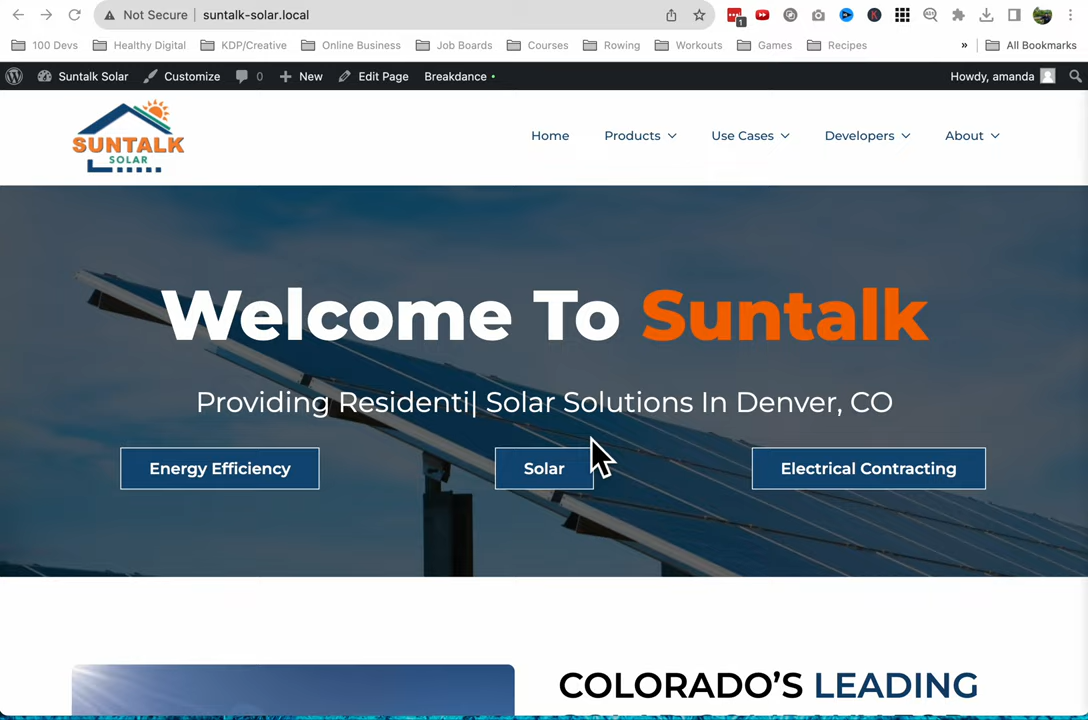 Not Secure suntalk-solar.local
1
100 Devs Healthy Digital KDP/Creative Online Business Job Boards Courses Rowing Workouts Games Recipes » All Bookmarks
Suntalk Solar Customize 0 New Edit Page Breakdance Howdy, amanda
SUNTALK
SOLAR
Home Products Use Cases Developers About
Welcome To Suntalk
Providing Residenti| Solar Solutions In Denver, CO
Energy Efficiency Solar Electrical Contracting
COLORADO’S LEADING